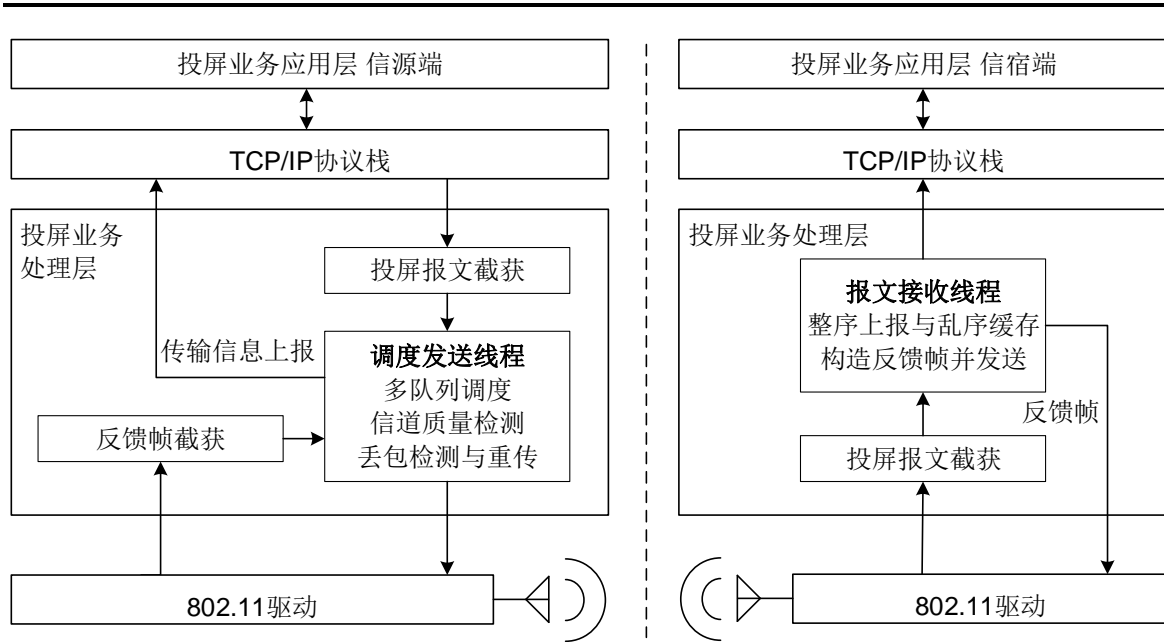 投屏业务应用层 信源端
TCP/IP协议栈
投屏业务
处理层
投屏报文截获
传输信息上报
调度发送线程
多队列调度
信道质量检测
丢包检测与重传
反馈帧截获
802.11驱动
投屏业务应用层 信宿端
TCP/IP协议栈
投屏业务处理层
报文接收线程
整序上报与乱序缓存
构造反馈帧并发送
反馈帧
投屏报文截获
802.11驱动